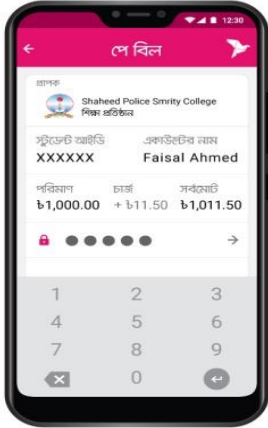 12:30
পে বিল
প্রাপক
Shaheed Police Smrity College
শিক্ষা প্রতিষ্ঠান
স্টুডেন্ট আইডি একাউন্টের নাম
XXXXXX Faisal Ahmed
পরিমাণ চার্জ সর্বমোট
৳1,000.00 + ৳11.50 ৳1,011.50
1 2 3
4 5 6
7 8 9
0